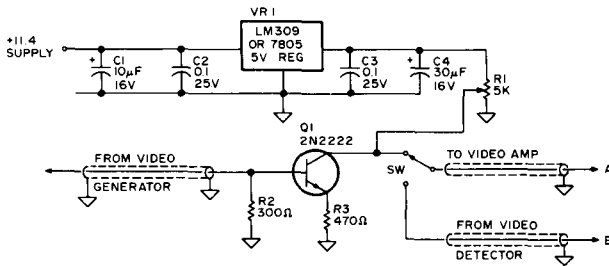 VR1
+11.4
SUPPLY
LM309
OR 7805
5V REG
+
C1
10µF
16V
C2
0.1
25V
C3
0.1
25V
+
C4
30µF
16V
R1
5K
Q1
2N2222
FROM VIDEO
GENERATOR
R2
300Ω
R3
470Ω
SW
TO VIDEO AMP
A
FROM VIDEO
DETECTOR